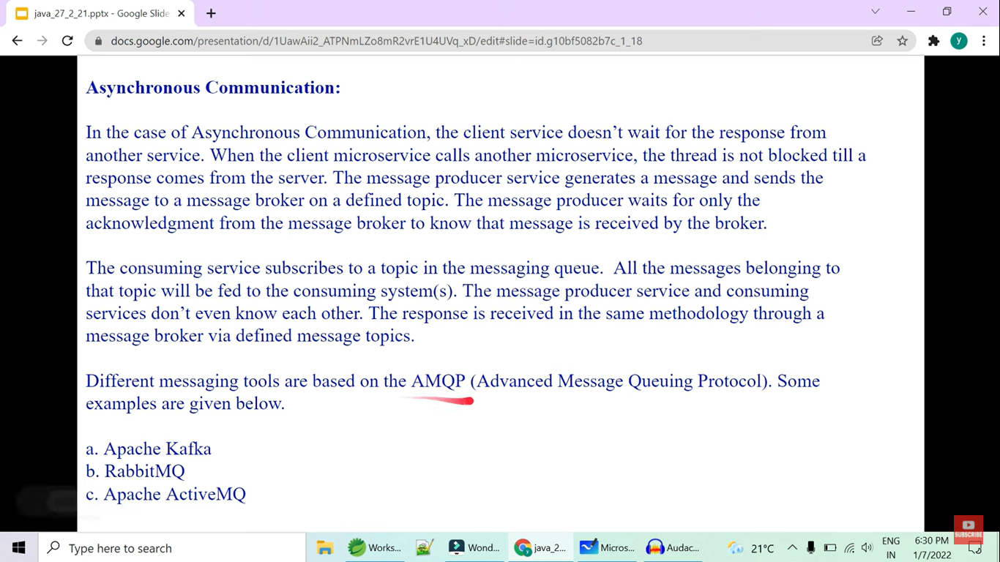 java_27_2_21.pptx - Google Slide
docs.google.com/presentation/d/1UawAii2_ATPNmLZo8mR2vrE1U4UVq_xD/edit#slide=id.g10bf5082b7c_1_18
y
Asynchronous Communication:
In the case of Asynchronous Communication, the client service doesn’t wait for the response from
another service. When the client microservice calls another microservice, the thread is not blocked till a
response comes from the server. The message producer service generates a message and sends the
message to a message broker on a defined topic. The message producer waits for only the
acknowledgment from the message broker to know that message is received by the broker.
The consuming service subscribes to a topic in the messaging queue.  All the messages belonging to
that topic will be fed to the consuming system(s). The message producer service and consuming
services don’t even know each other. The response is received in the same methodology through a
message broker via defined message topics.
Different messaging tools are based on the AMQP (Advanced Message Queuing Protocol). Some
examples are given below.
a. Apache Kafka
b. RabbitMQ
c. Apache ActiveMQ
SUBSCRIBE
Type here to search
Works...
Wond...
java_2...
Micros...
Audac...
21°C
ENG
IN
6:30 PM
1/7/2022